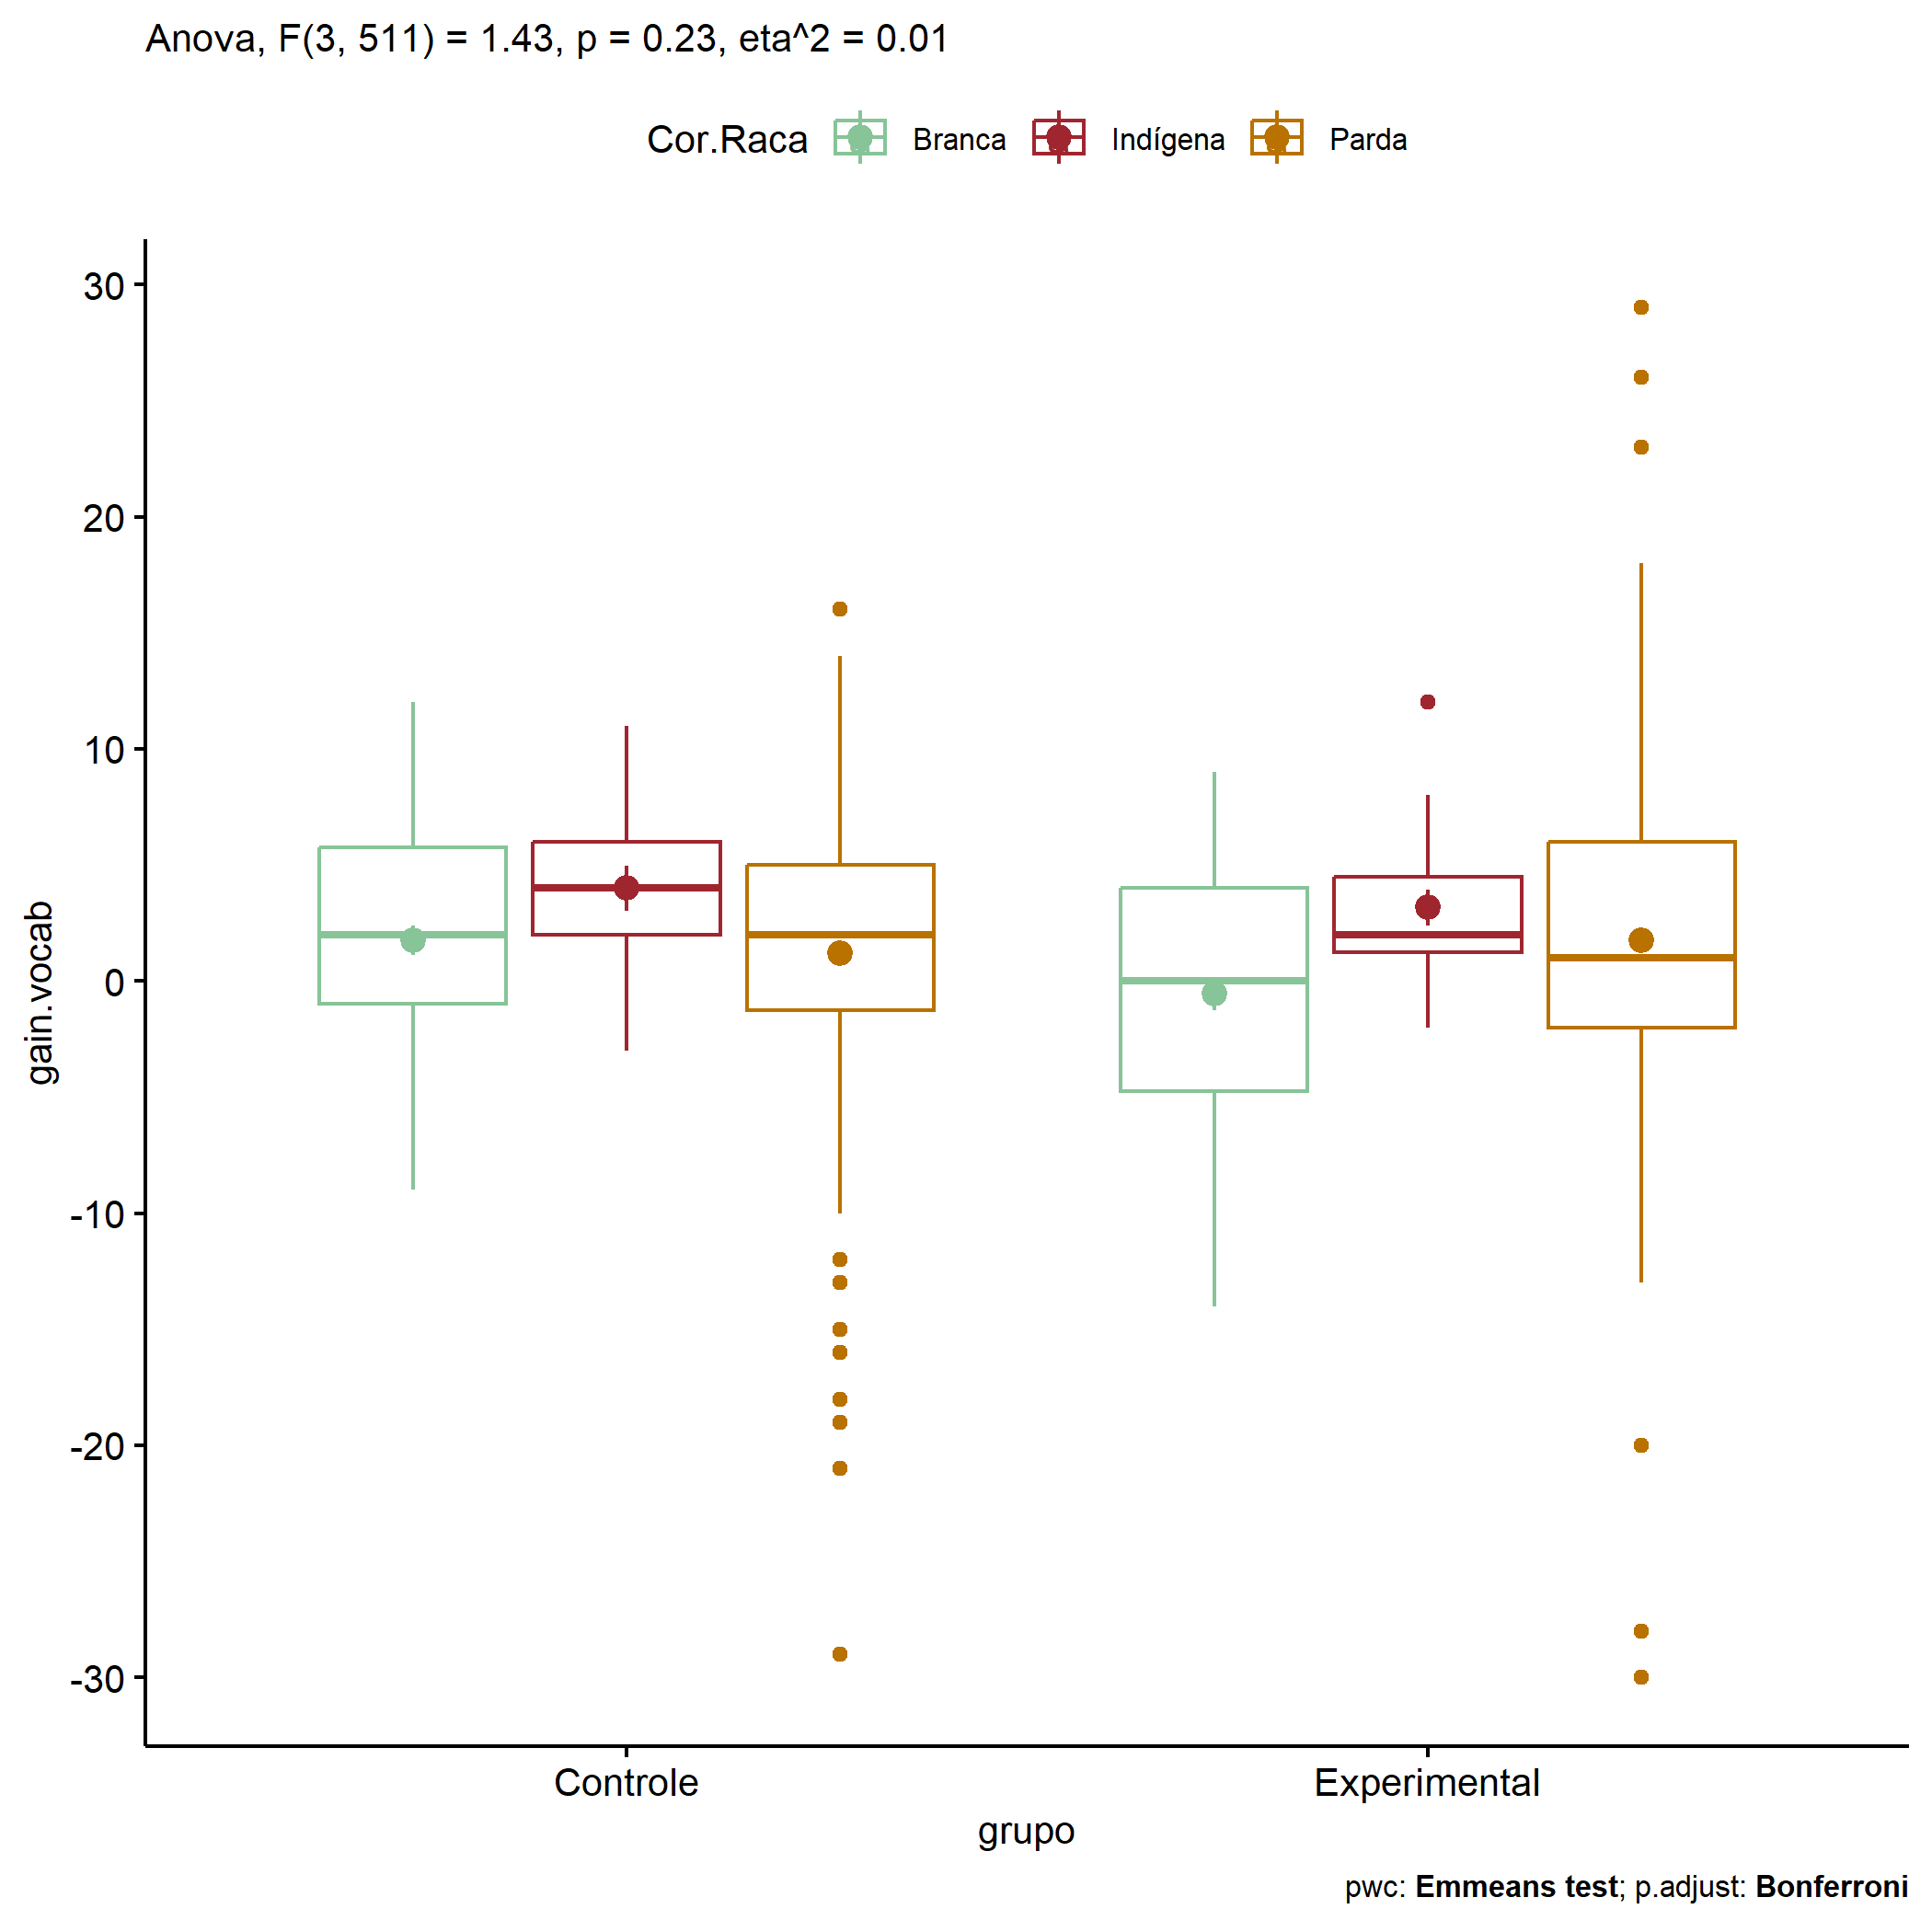 Anova, F(3, 511) = 1.43, p = 0.23, eta^2 = 0.01
Cor.Raca Branca Indígena Parda
30
20
10
0
-10
-20
-30
gain.vocab
Controle Experimental
grupo
pwc: Emmeans test; p.adjust: Bonferroni